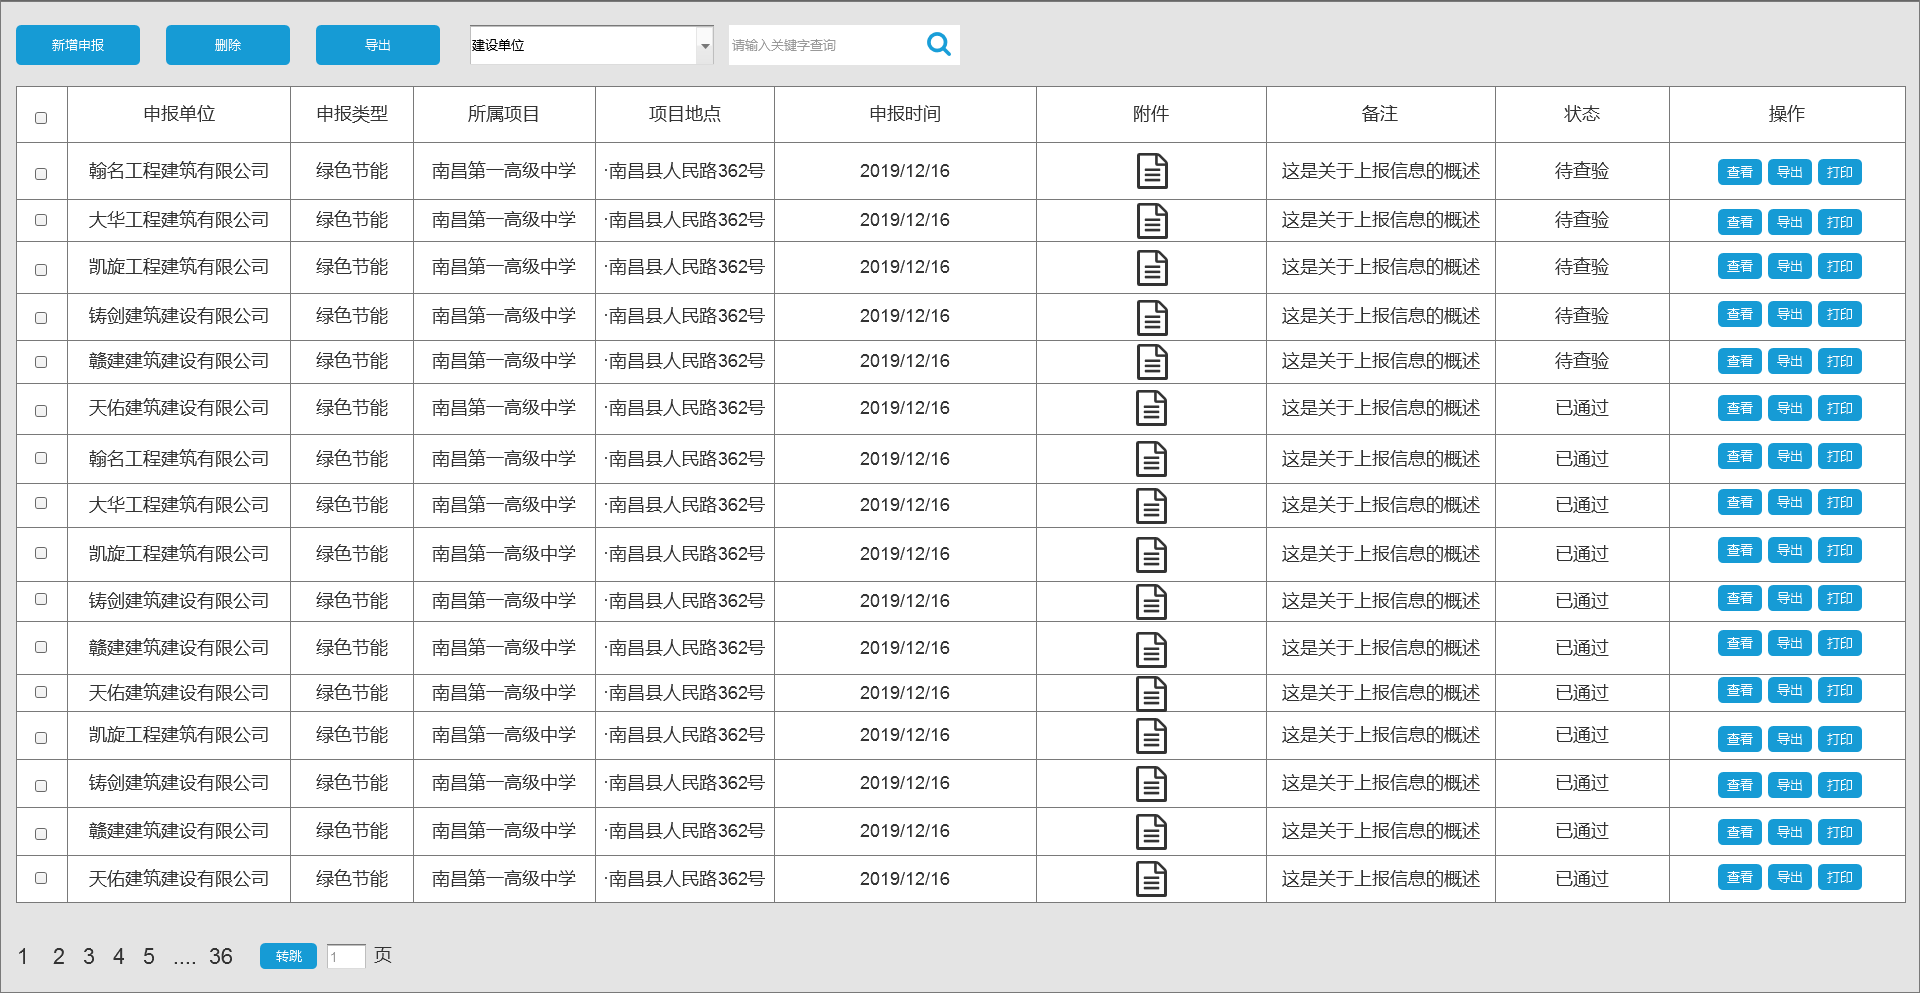 新增申报 删除 导出 建设单位 请输入关键字查询
申报单位 申报类型 所属项目 项目地点 申报时间 附件 备注 状态 操作
翰名工程建筑有限公司 绿色节能 南昌第一高级中学 ·南昌县人民路362号 2019/12/16 这是关于上报信息的概述 待查验 查看 导出 打印
大华工程建筑有限公司 绿色节能 南昌第一高级中学 ·南昌县人民路362号 2019/12/16 这是关于上报信息的概述 待查验 查看 导出 打印
凯旋工程建筑有限公司 绿色节能 南昌第一高级中学 ·南昌县人民路362号 2019/12/16 这是关于上报信息的概述 待查验 查看 导出 打印
铸剑建筑建设有限公司 绿色节能 南昌第一高级中学 ·南昌县人民路362号 2019/12/16 这是关于上报信息的概述 待查验 查看 导出 打印
赣建建筑建设有限公司 绿色节能 南昌第一高级中学 ·南昌县人民路362号 2019/12/16 这是关于上报信息的概述 待查验 查看 导出 打印
天佑建筑建设有限公司 绿色节能 南昌第一高级中学 ·南昌县人民路362号 2019/12/16 这是关于上报信息的概述 已通过 查看 导出 打印
翰名工程建筑有限公司 绿色节能 南昌第一高级中学 ·南昌县人民路362号 2019/12/16 这是关于上报信息的概述 已通过 查看 导出 打印
大华工程建筑有限公司 绿色节能 南昌第一高级中学 ·南昌县人民路362号 2019/12/16 这是关于上报信息的概述 已通过 查看 导出 打印
凯旋工程建筑有限公司 绿色节能 南昌第一高级中学 ·南昌县人民路362号 2019/12/16 这是关于上报信息的概述 已通过 查看 导出 打印
铸剑建筑建设有限公司 绿色节能 南昌第一高级中学 ·南昌县人民路362号 2019/12/16 这是关于上报信息的概述 已通过 查看 导出 打印
赣建建筑建设有限公司 绿色节能 南昌第一高级中学 ·南昌县人民路362号 2019/12/16 这是关于上报信息的概述 已通过 查看 导出 打印
天佑建筑建设有限公司 绿色节能 南昌第一高级中学 ·南昌县人民路362号 2019/12/16 这是关于上报信息的概述 已通过 查看 导出 打印
凯旋工程建筑有限公司 绿色节能 南昌第一高级中学 ·南昌县人民路362号 2019/12/16 这是关于上报信息的概述 已通过 查看 导出 打印
铸剑建筑建设有限公司 绿色节能 南昌第一高级中学 ·南昌县人民路362号 2019/12/16 这是关于上报信息的概述 已通过 查看 导出 打印
赣建建筑建设有限公司 绿色节能 南昌第一高级中学 ·南昌县人民路362号 2019/12/16 这是关于上报信息的概述 已通过 查看 导出 打印
天佑建筑建设有限公司 绿色节能 南昌第一高级中学 ·南昌县人民路362号 2019/12/16 这是关于上报信息的概述 已通过 查看 导出 打印
1 2 3 4 5 .... 36 转跳 1 页